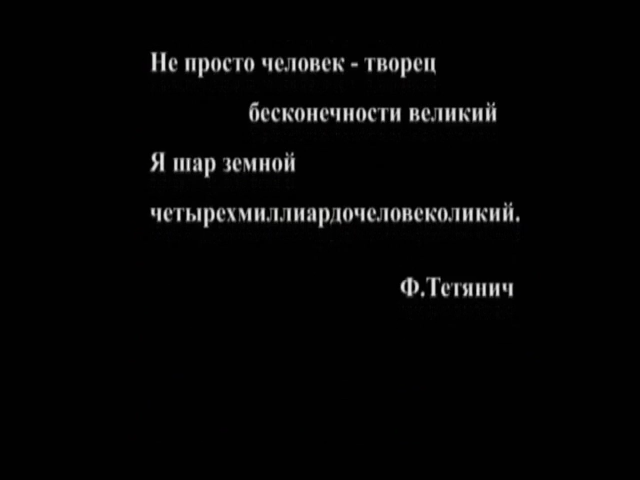 Не просто человек - творец
бесконечности великий
Я шар земной
четырехмиллиардочеловеколикий.
Ф.Тетянич